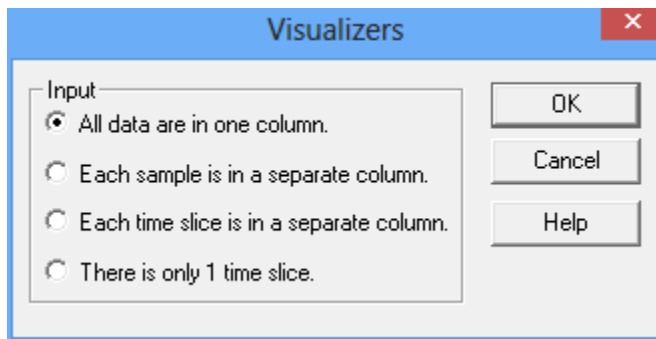 Visualizers
Input
All data are in one column.
Each sample is in a separate column.
Each time slice is in a separate column.
There is only 1 time slice.
OK
Cancel
Help